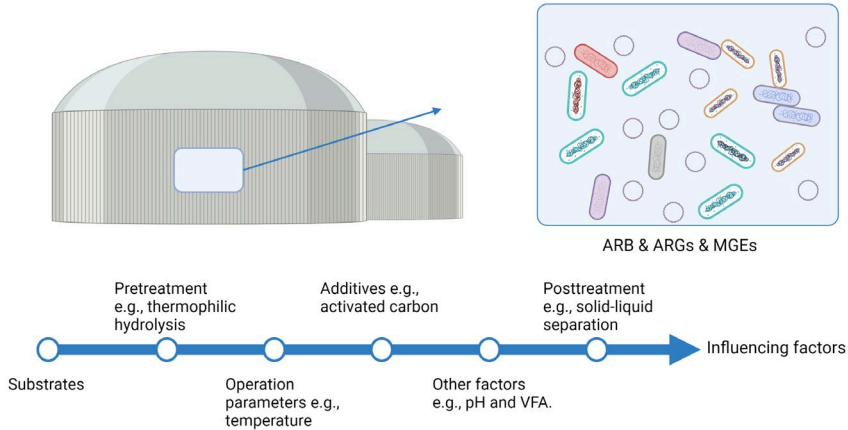 ARB & ARGs & MGEs
Pretreatment
e.g., thermophilic
hydrolysis
Additives e.g.,
activated carbon
Posttreatment
e.g., solid-liquid
separation
Influencing factors
Substrates
Operation
parameters e.g.,
temperature
Other factors
e.g., pH and VFA.